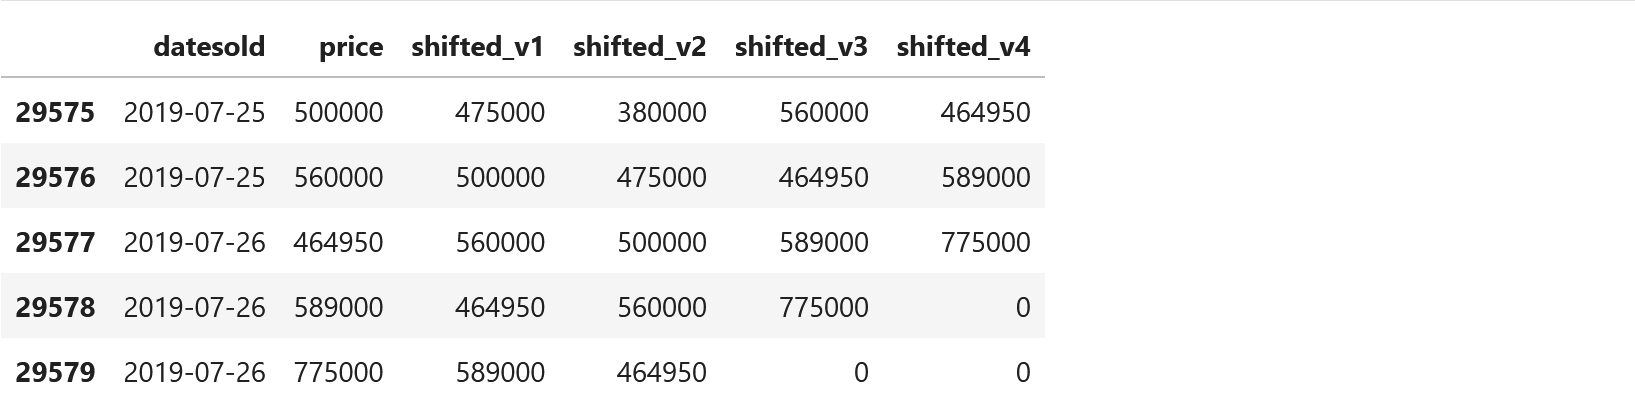 datesold price shifted_v1 shifted_v2 shifted_v3 shifted_v4
29575 2019-07-25 500000 475000 380000 560000 464950
29576 2019-07-25 560000 500000 475000 464950 589000
29577 2019-07-26 464950 560000 500000 589000 775000
29578 2019-07-26 589000 464950 560000 775000 0
29579 2019-07-26 775000 589000 464950 0 0